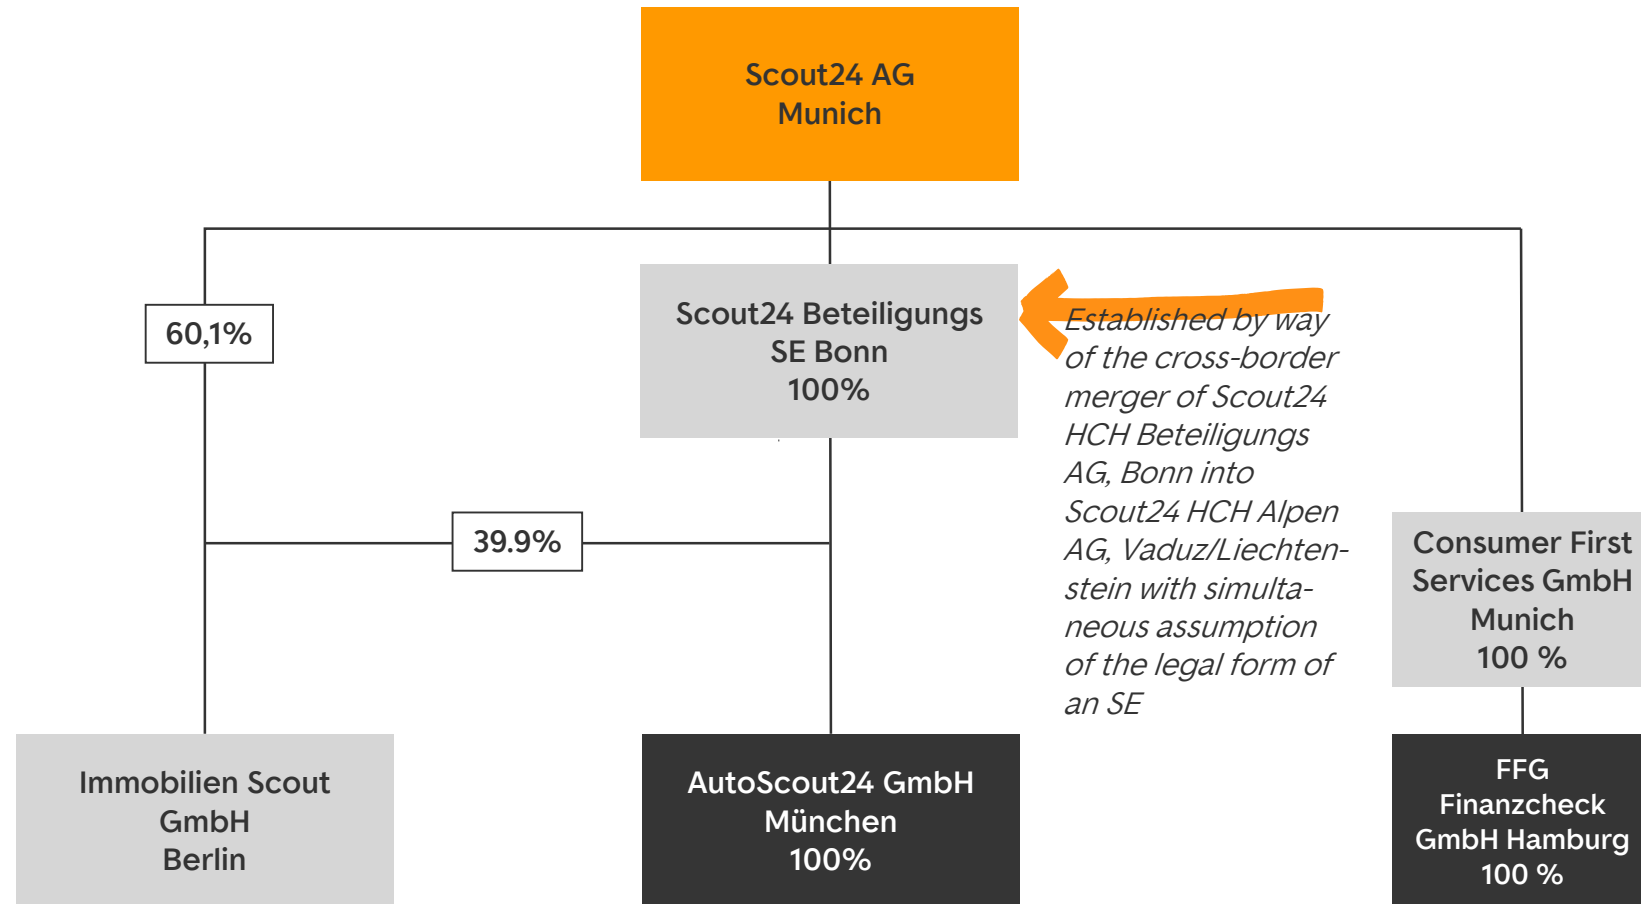 Scout24 AG
Munich
60,1%
Scout24 Beteiligungs
SE Bonn
100%
Established by way
of the cross-border
merger of Scout24
HCH Beteiligungs
AG, Bonn into
Scout24 HCH Alpen
AG, Vaduz/Liechten-
stein with simulta-
neous assumption
of the legal form of
an SE
39.9%
Consumer First
Services GmbH
Munich
100 %
Immobilien Scout
GmbH
Berlin
AutoScout24 GmbH
München
100%
FFG
Finanzcheck
GmbH Hamburg
100 %